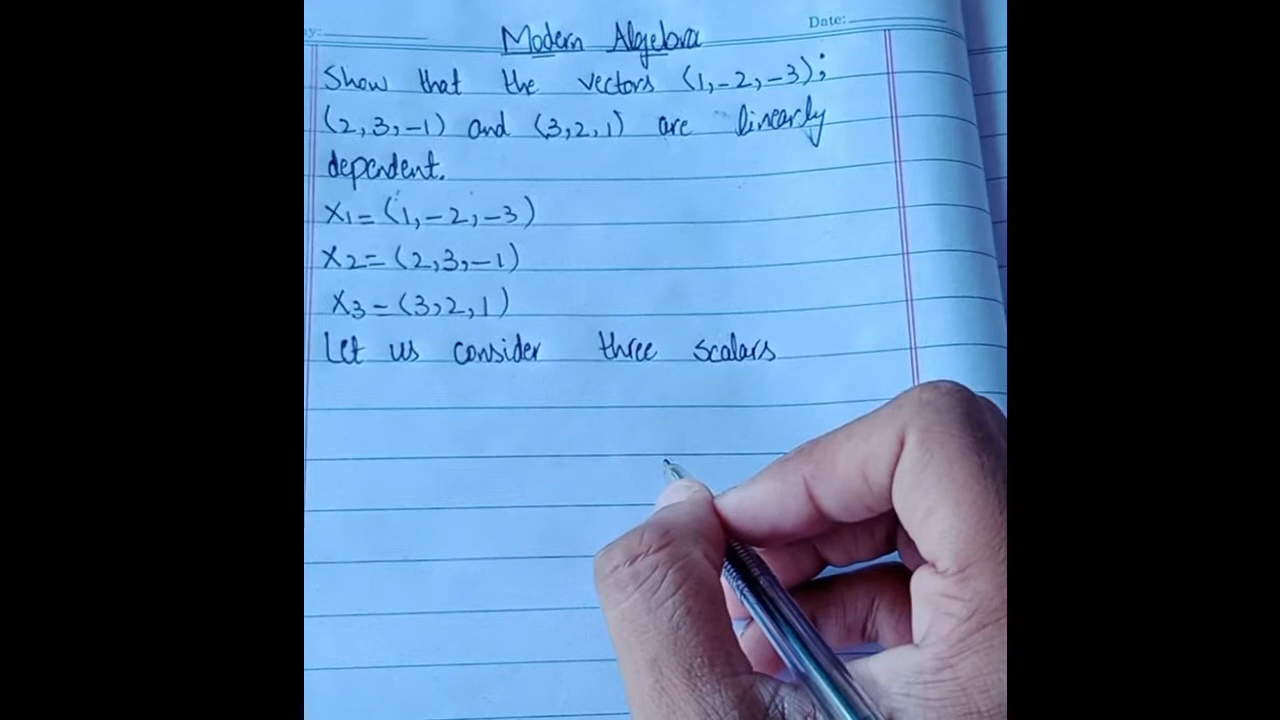 Date:
Modern Algebra
Show that the vectors (1,-2,-3);
(2,3,-1) and (3,2,1) are linearly
dependent.
x1=(1,-2,-3)
x2=(2,3,-1)
x3=(3,2,1)
Let us consider three scalars